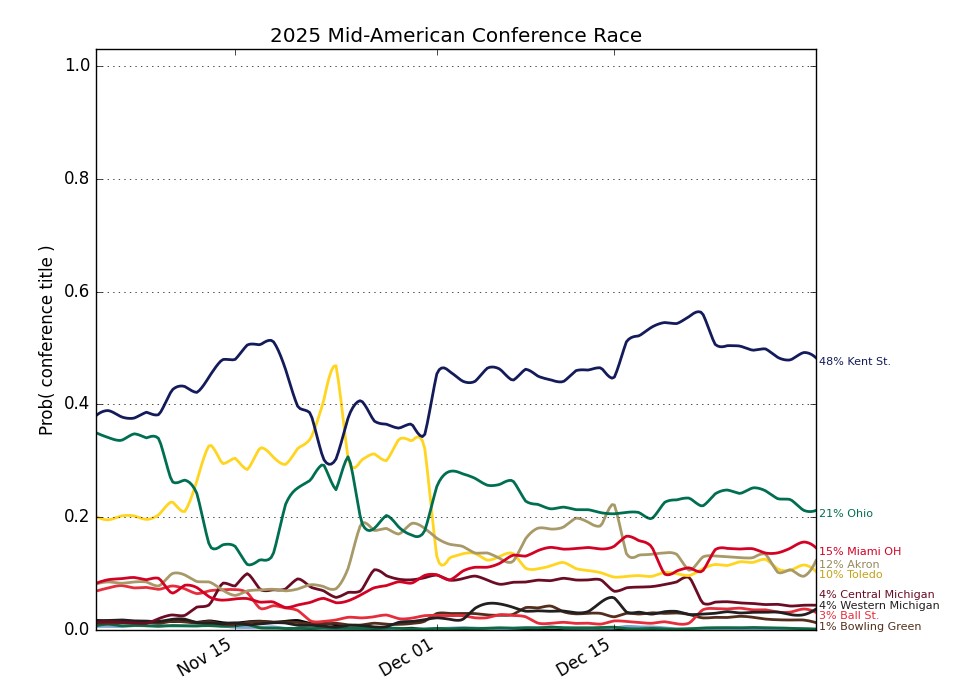 2025 Mid-American Conference Race
Prob( conference title )
1.0
0.8
0.6
0.4
0.2
0.0
Nov 15
Dec 01
Dec 15
48% Kent St.
21% Ohio
15% Miami OH
12% Akron
10% Toledo
4% Central Michigan
4% Western Michigan
3% Ball St.
1% Bowling Green